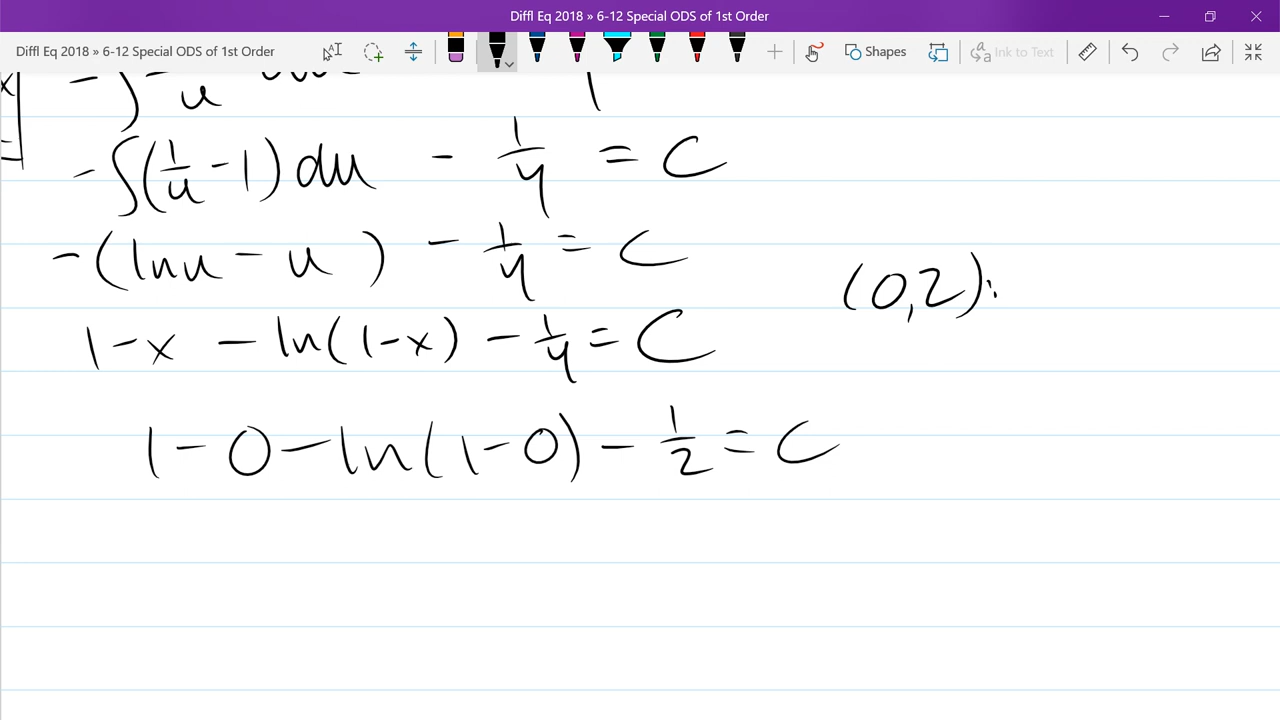 Diffl Eq 2018 » 6-12 Special ODS of 1st Order
Diffl Eq 2018 » 6-12 Special ODS of 1st Order
Shapes
Ink to Text
-∫(1/u - 1) du - 1/y = C
-(ln u - u) - 1/y = C
(0,2):
1 - x - ln(1-x) - 1/y = C
1 - 0 - ln(1-0) - 1/2 = C